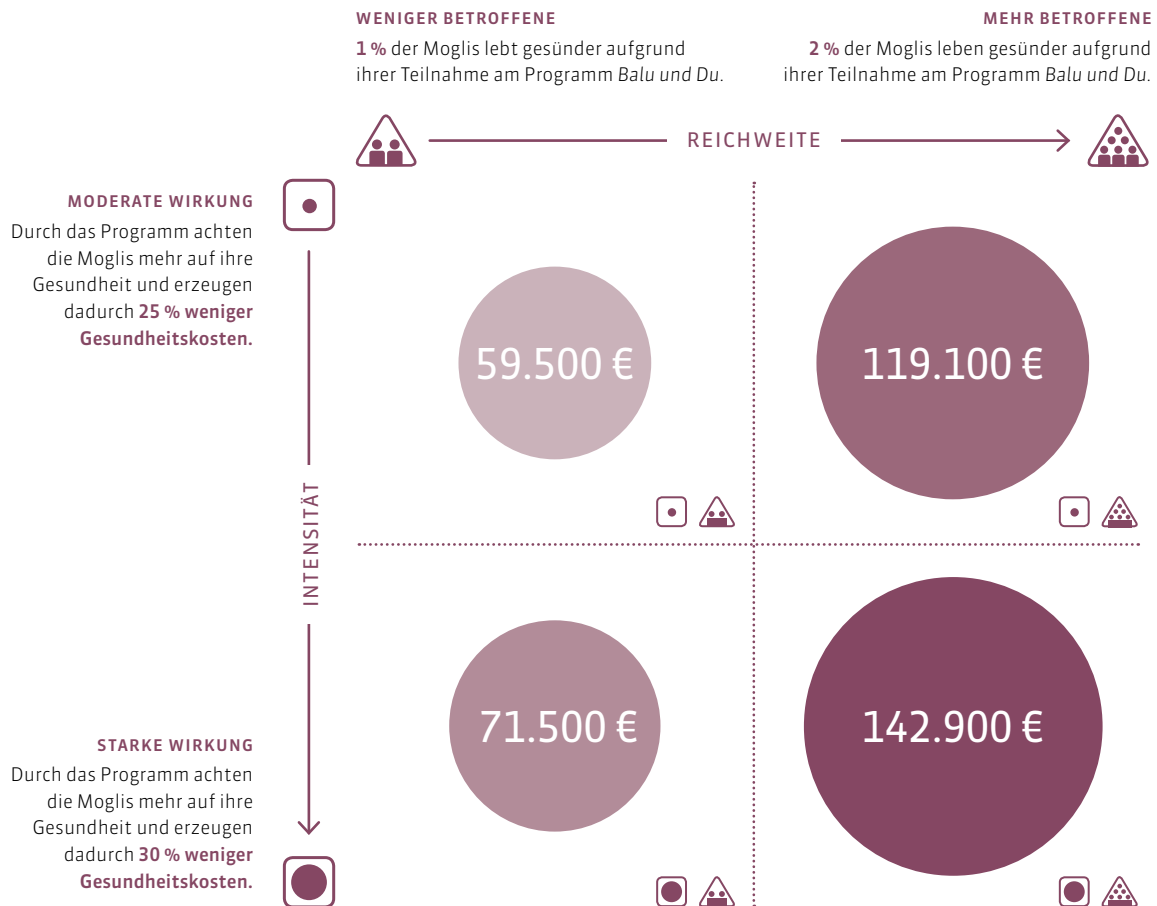 WENIGER BETROFFENE
1 % der Moglis lebt gesünder aufgrund
ihrer Teilnahme am Programm Balu und Du.
MEHR BETROFFENE
2 % der Moglis leben gesünder aufgrund
ihrer Teilnahme am Programm Balu und Du.
REICHWEITE
MODERATE WIRKUNG
Durch das Programm achten
die Moglis mehr auf ihre
Gesundheit und erzeugen
dadurch 25 % weniger
Gesundheitskosten.
59.500 €
119.100 €
INTENSITÄT
71.500 €
142.900 €
STARKE WIRKUNG
Durch das Programm achten
die Moglis mehr auf ihre
Gesundheit und erzeugen
dadurch 30 % weniger
Gesundheitskosten.